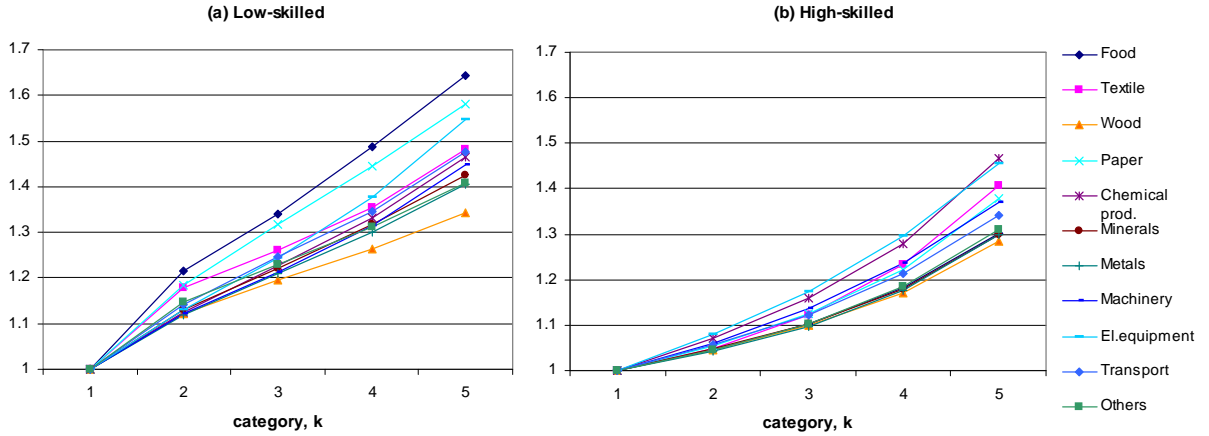 (a) Low-skilled
1.7
1.6
1.5
1.4
1.3
1.2
1.1
1
1 2 3 4 5
category, k
(b) High-skilled
1.7
1.6
1.5
1.4
1.3
1.2
1.1
1
1 2 3 4 5
category, k
Food
Textile
Wood
Paper
Chemical
prod.
Minerals
Metals
Machinery
El.equipment
Transport
Others